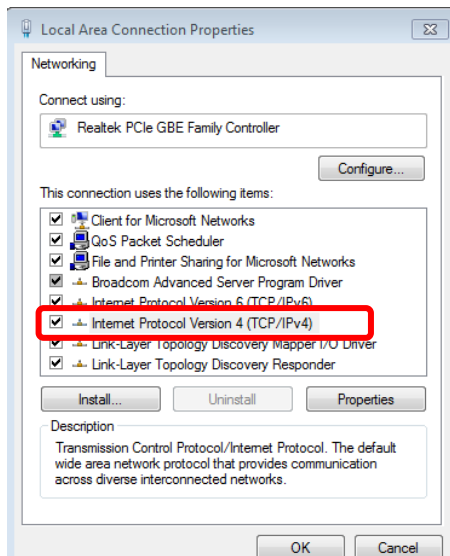 Local Area Connection Properties
Networking
Connect using:
Realtek PCIe GBE Family Controller
Configure...
This connection uses the following items:
Client for Microsoft Networks
QoS Packet Scheduler
File and Printer Sharing for Microsoft Networks
Broadcom Advanced Server Program Driver
Internet Protocol Version 6 (TCP/IPv6)
Internet Protocol Version 4 (TCP/IPv4)
Link-Layer Topology Discovery Mapper I/O Driver
Link-Layer Topology Discovery Responder
Install... Uninstall Properties
Description
Transmission Control Protocol/Internet Protocol. The default
wide area network protocol that provides communication
across diverse interconnected networks.
OK Cancel